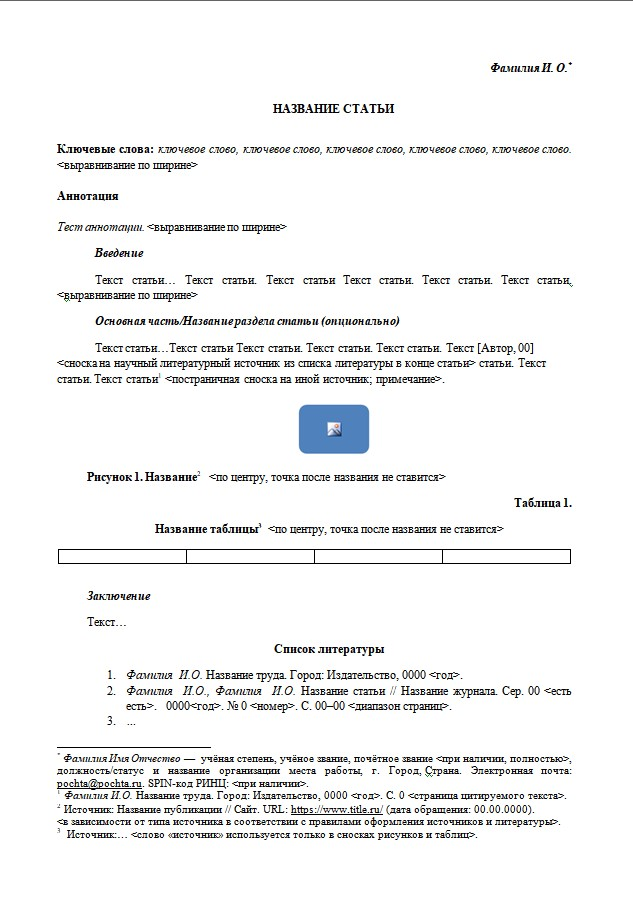 Фамилия И. О.*
НАЗВАНИЕ СТАТЬИ
Ключевые слова: ключевое слово, ключевое слово, ключевое слово, ключевое слово, ключевое слово.
<выравнивание по ширине>
Аннотация
Тест аннотации. <выравнивание по ширине>
Введение
Текст статьи… Текст статьи. Текст статьи Текст статьи. Текст статьи. Текст статьи,
<выравнивание по ширине>
Основная часть/Название раздела статьи (опционально)
Текст статьи…Текст статьи Текст статьи. Текст статьи. Текст статьи. Текст [Автор, 00]
<сноска на научный литературный источник из списка литературы в конце статьи> статьи. Текст
статьи. Текст статьи1 <постраничная сноска на иной источник; примечание>.
Рисунок 1. Название2 <по центру, точка после названия не ставится>
Таблица 1.
Название таблицы3 <по центру, точка после названия не ставится>
Заключение
Текст…
Список литературы
1. Фамилия И.О. Название труда. Город: Издательство, 0000 <год>.
2. Фамилия И.О., Фамилия И.О. Название статьи // Название журнала. Сер. 00 <есть
есть>. 0000<год>. № 0 <номер>. С. 00–00 <диапазон страниц>.
3. ...
* Фамилия Имя Отчество — учёная степень, учёное звание, почётное звание <при наличии, полностью>,
должность/статус и название организации места работы, г. Город, Страна. Электронная почта:
pochta@pochta.ru. SPIN-код РИНЦ: <при наличии>.
1 Фамилия И.О. Название труда. Город: Издательство, 0000 <год>. С. 0 <страница цитируемого текста>.
2 Источник: Название публикации // Сайт. URL: https://www.title.ru/ (дата обращения: 00.00.0000).
<в зависимости от типа источника в соответствии с правилами оформления источников и литературы>.
3 Источник:… <слово «источник» используется только в сносках рисунков и таблиц>.